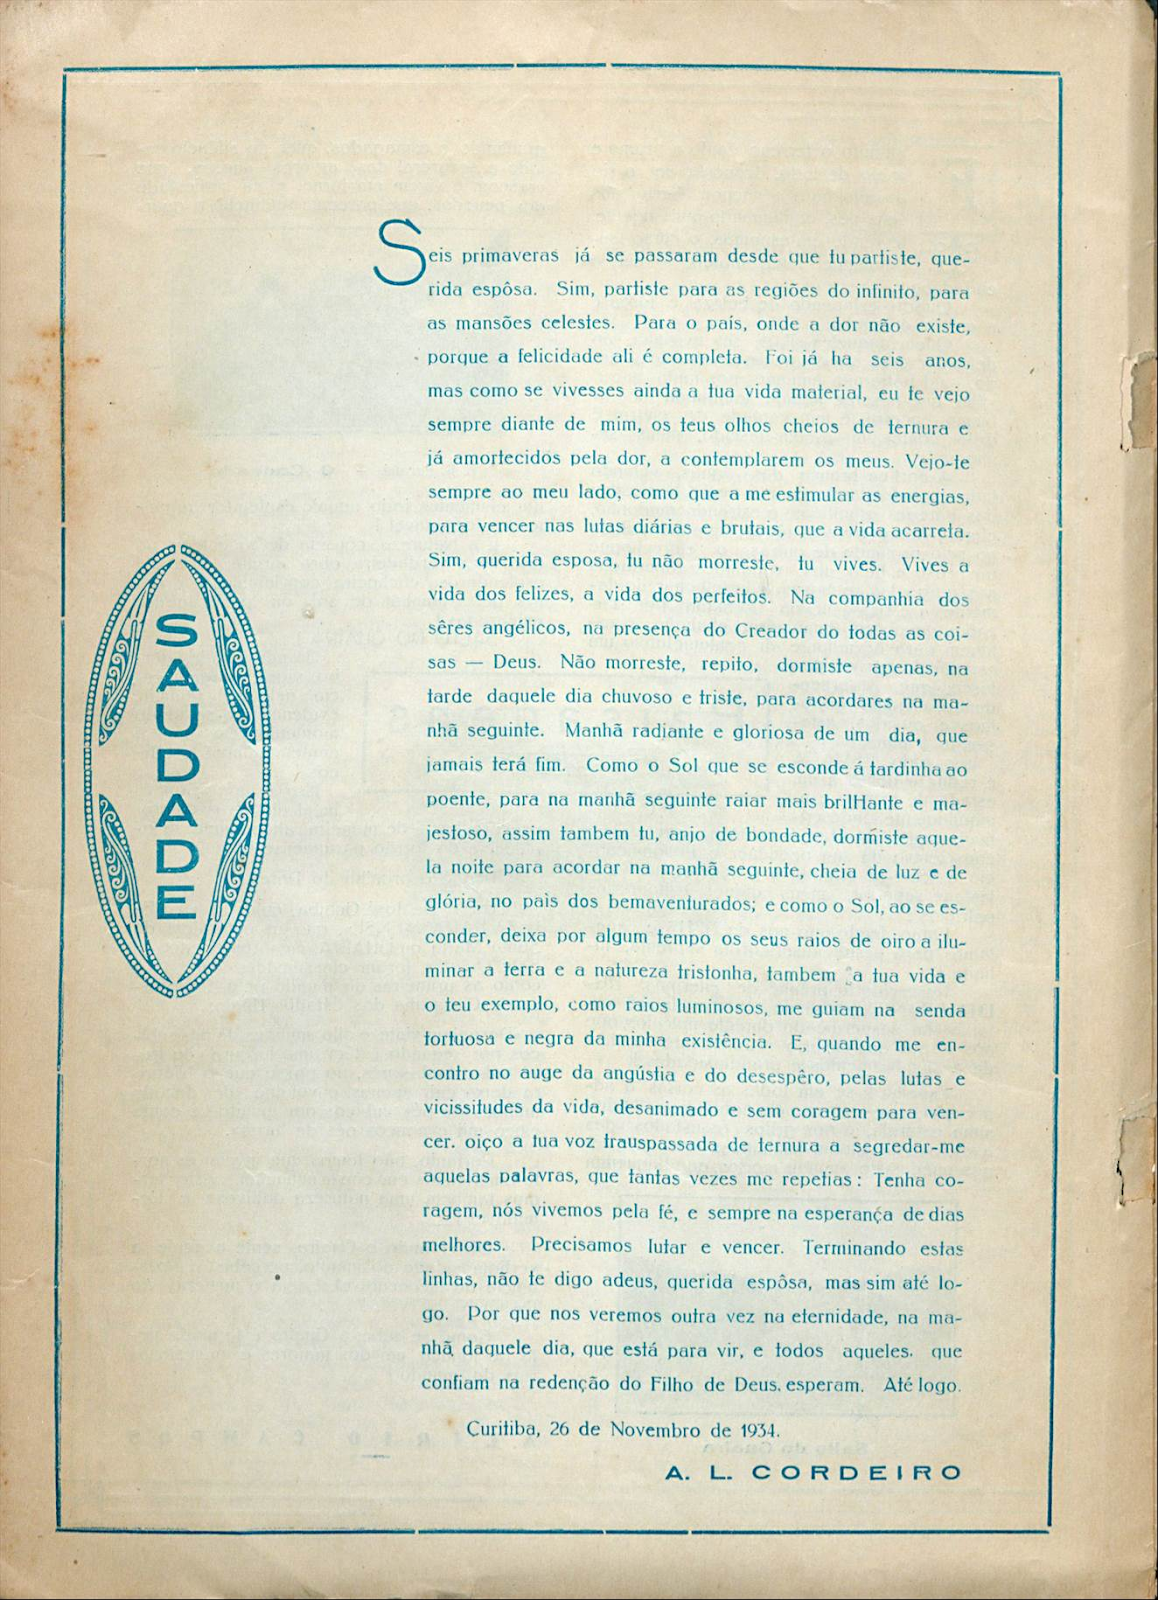 SAUDADE
Seis primaveras já se passaram desde que tu partiste, que-
rida espôsa. Sim, partiste para as regiões do infinito, para
as mansões celestes. Para o país, onde a dor não existe,
porque a felicidade ali é completa. Foi já ha seis anos,
mas como se vivesses ainda a tua vida material, eu te vejo
sempre diante de mim, os teus olhos cheios de ternura e
já amortecidos pela dor, a contemplarem os meus. Vejo-te
sempre ao meu lado, como que a me estimular as energias,
para vencer nas lutas diárias e brutais, que a vida acarreta.
Sim, querida esposa, tu não morreste, tu vives. Vives a
vida dos felizes, a vida dos perfeitos. Na companhia dos
sêres angélicos, na presença do Creador do todas as coi-
sas — Deus. Não morreste, repito, dormiste apenas, na
tarde daquele dia chuvoso e triste, para acordares na ma-
nhã seguinte. Manhã radiante e gloriosa de um dia, que
jamais terá fim. Como o Sol que se esconde á tardinha ao
poente, para na manhã seguinte raiar mais brilHante e ma-
jestoso, assim tambem tu, anjo de bondade, dormiste aque-
la noite para acordar na manhã seguinte, cheia de luz e de
glória, no país dos bemaventurados; e como o Sol, ao se es-
conder, deixa por algum tempo os seus raios de oiro a ilu-
minar a terra e a natureza tristonha, tambem a tua vida e
o teu exemplo, como raios luminosos, me guiam na senda
tortuosa e negra da minha existência. E, quando me en-
contro no auge da angústia e do desespêro, pelas lutas e
vicissitudes da vida, desanimado e sem coragem para ven-
cer. oiço a tua voz trauspassada de ternura a segredar-me
aquelas palavras, que tantas vezes me repetias: Tenha co-
ragem, nós vivemos pela fé, e sempre na esperança de dias
melhores. Precisamos lutar e vencer. Terminando estas
linhas, não te digo adeus, querida espôsa, mas sim até lo-
go. Por que nos veremos outra vez na eternidade, na ma-
nhã daquele dia, que está para vir, e todos aqueles. que
confiam na redenção do Filho de Deus. esperam. Até logo.
Curitiba, 26 de Novembro de 1934.
A. L. CORDEIRO